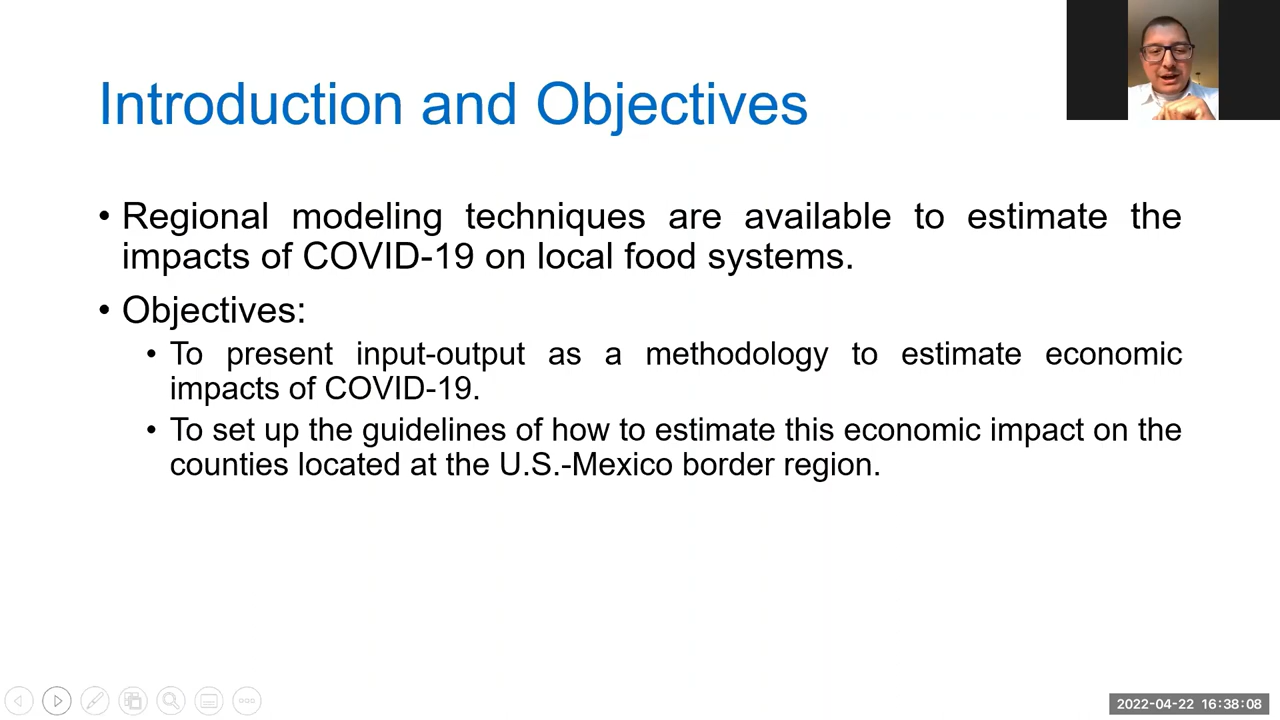 Introduction and Objectives
• Regional modeling techniques are available to estimate the
impacts of COVID-19 on local food systems.
• Objectives:
• To present input-output as a methodology to estimate economic
impacts of COVID-19.
• To set up the guidelines of how to estimate this economic impact on the
counties located at the U.S.-Mexico border region.
2022-04-22 16:38:08